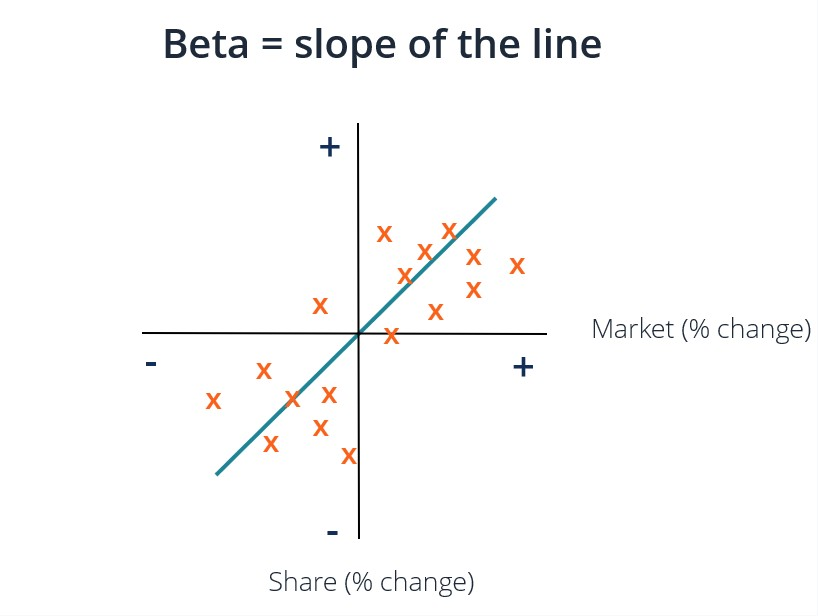 Beta = slope of the line
+
x
x
x
x
x
x
x
x
x
x
Market (% change)
-
+
x
x
x
x
x
x
x
-
Share (% change)